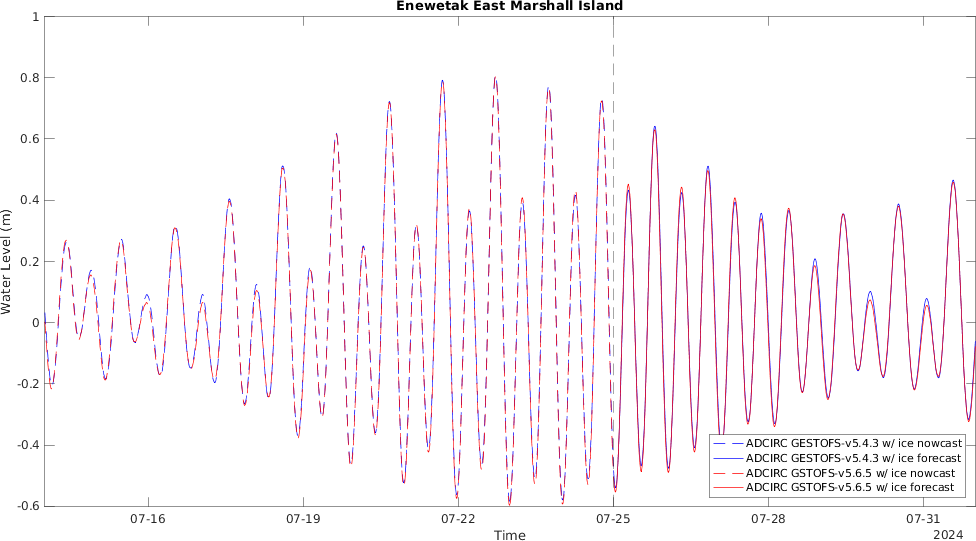 Enewetak East Marshall Island
1
0.8
0.6
0.4
0.2
0
-0.2
-0.4
-0.6
Water Level (m)
07-16 07-19 07-22 07-25 07-28 07-31
Time
2024
ADCIRC GESTOFS-v5.4.3 w/ ice nowcast
ADCIRC GESTOFS-v5.4.3 w/ ice forecast
ADCIRC GSTOFS-v5.6.5 w/ ice nowcast
ADCIRC GSTOFS-v5.6.5 w/ ice forecast